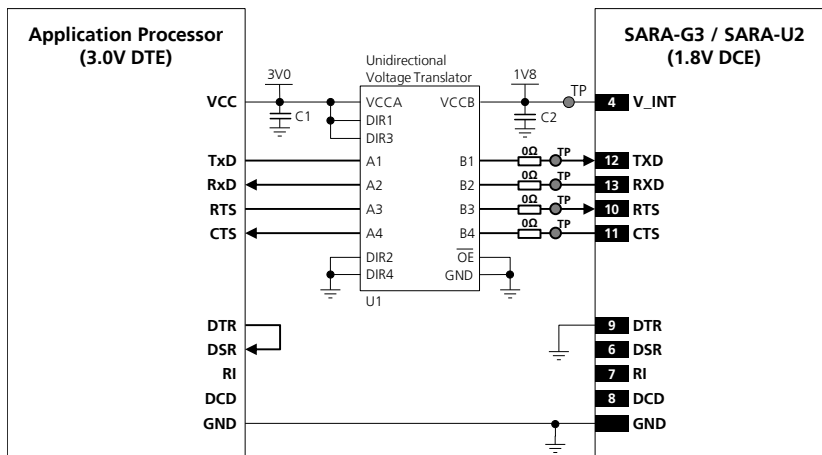 Application Processor
(3.0V DTE)
SARA-G3 / SARA-U2
(1.8V DCE)
Unidirectional
Voltage Translator
3V0
1V8
TP
VCC
VCCA
VCCB
4
V_INT
C1
C2
DIR1
DIR3
0Ω
TP
TxD
A1
B1
12
TXD
0Ω
TP
RxD
A2
B2
13
RXD
0Ω
TP
RTS
A3
B3
10
RTS
0Ω
TP
CTS
A4
B4
11
CTS
DIR2
OE
DIR4
GND
U1
DTR
9
DTR
DSR
6
DSR
RI
7
RI
DCD
8
DCD
GND
GND